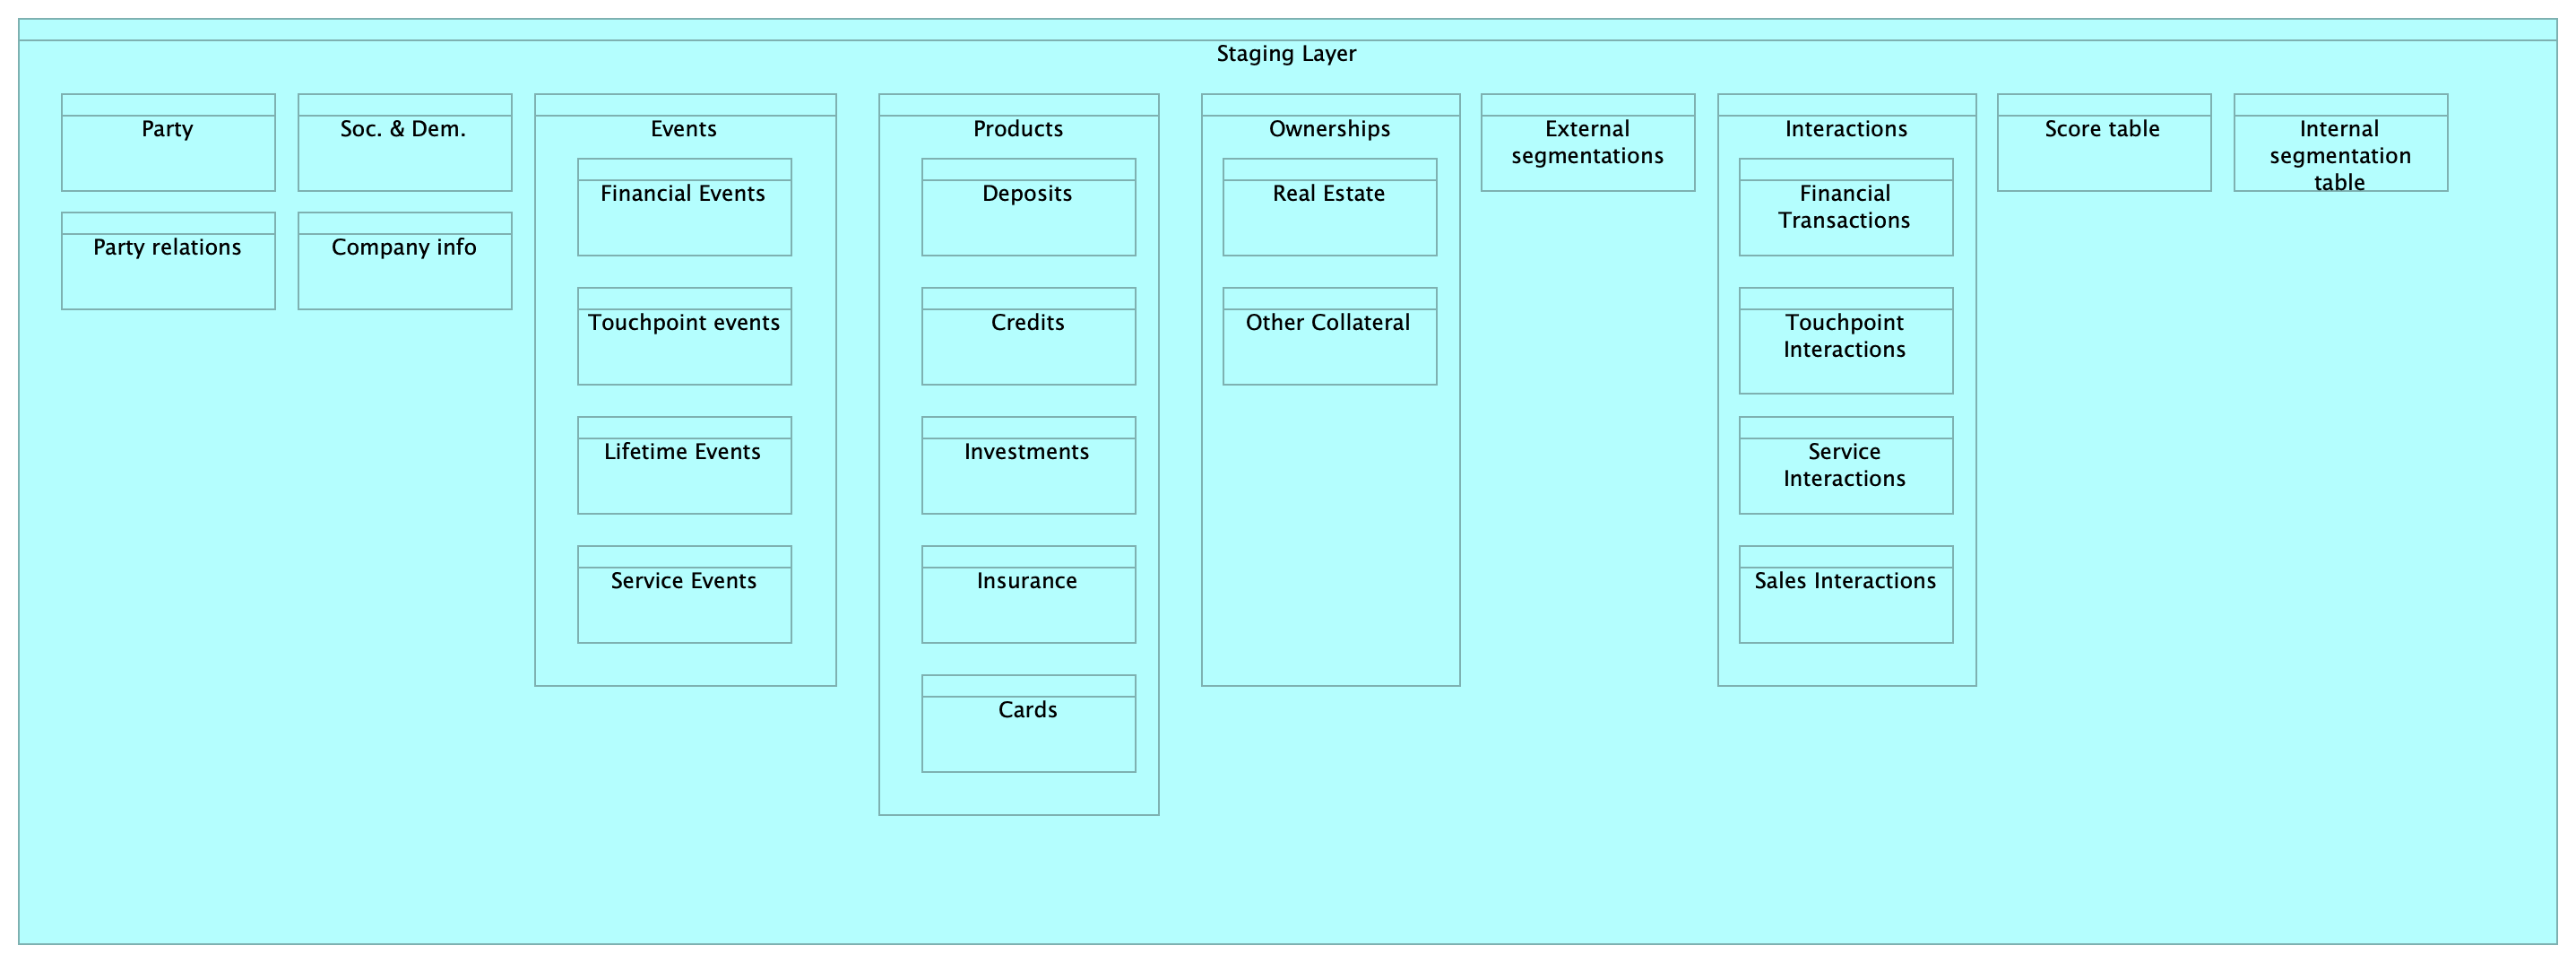 Staging Layer
Party
Soc. & Dem.
Events
Products
Ownerships
External
segmentations
Interactions
Score table
Internal
segmentation
table
Party relations
Company info
Financial Events
Touchpoint events
Lifetime Events
Service Events
Deposits
Credits
Investments
Insurance
Cards
Real Estate
Other Collateral
Financial
Transactions
Touchpoint
Interactions
Service
Interactions
Sales Interactions